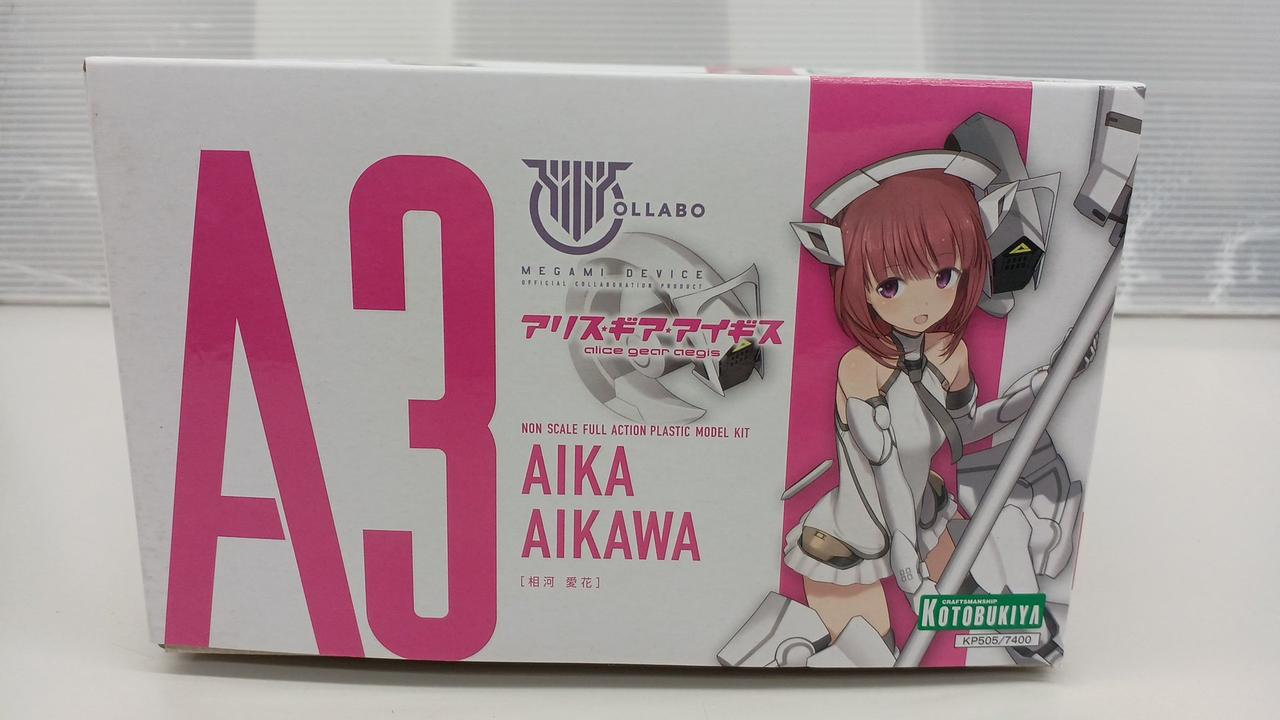 A3
OLLABO
MEGAMI DEVICE
OFFICIAL COLLABORATION PRODUCT
アリス・ギア・アイギス
alice gear aegis
NON SCALE FULL ACTION PLASTIC MODEL KIT
AIKA
AIKAWA
[相河 愛花]
CRAFTSMANSHIP
KOTOBUKIYA
KP505/7400